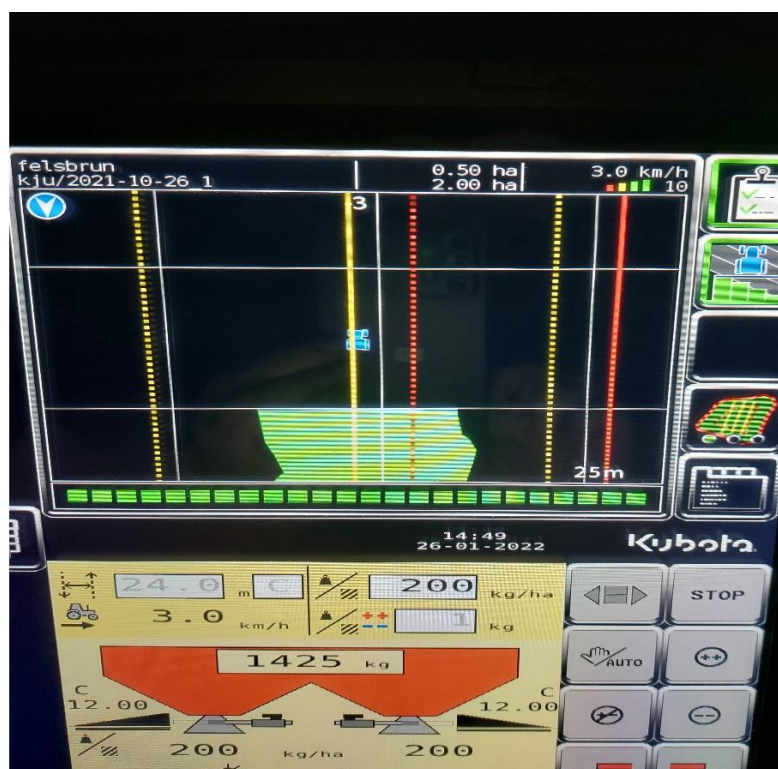 felsbrun
kju/2021-10-26_1
0.50 ha
2.00 ha
3.0 km/h
10
3
25m
14:49
26-01-2022
Kubota
24.0 m C
200 kg/ha
3.0 km/h
1 kg
STOP
1425 kg
AUTO
C
12.00
C
12.00
200 kg/ha 200